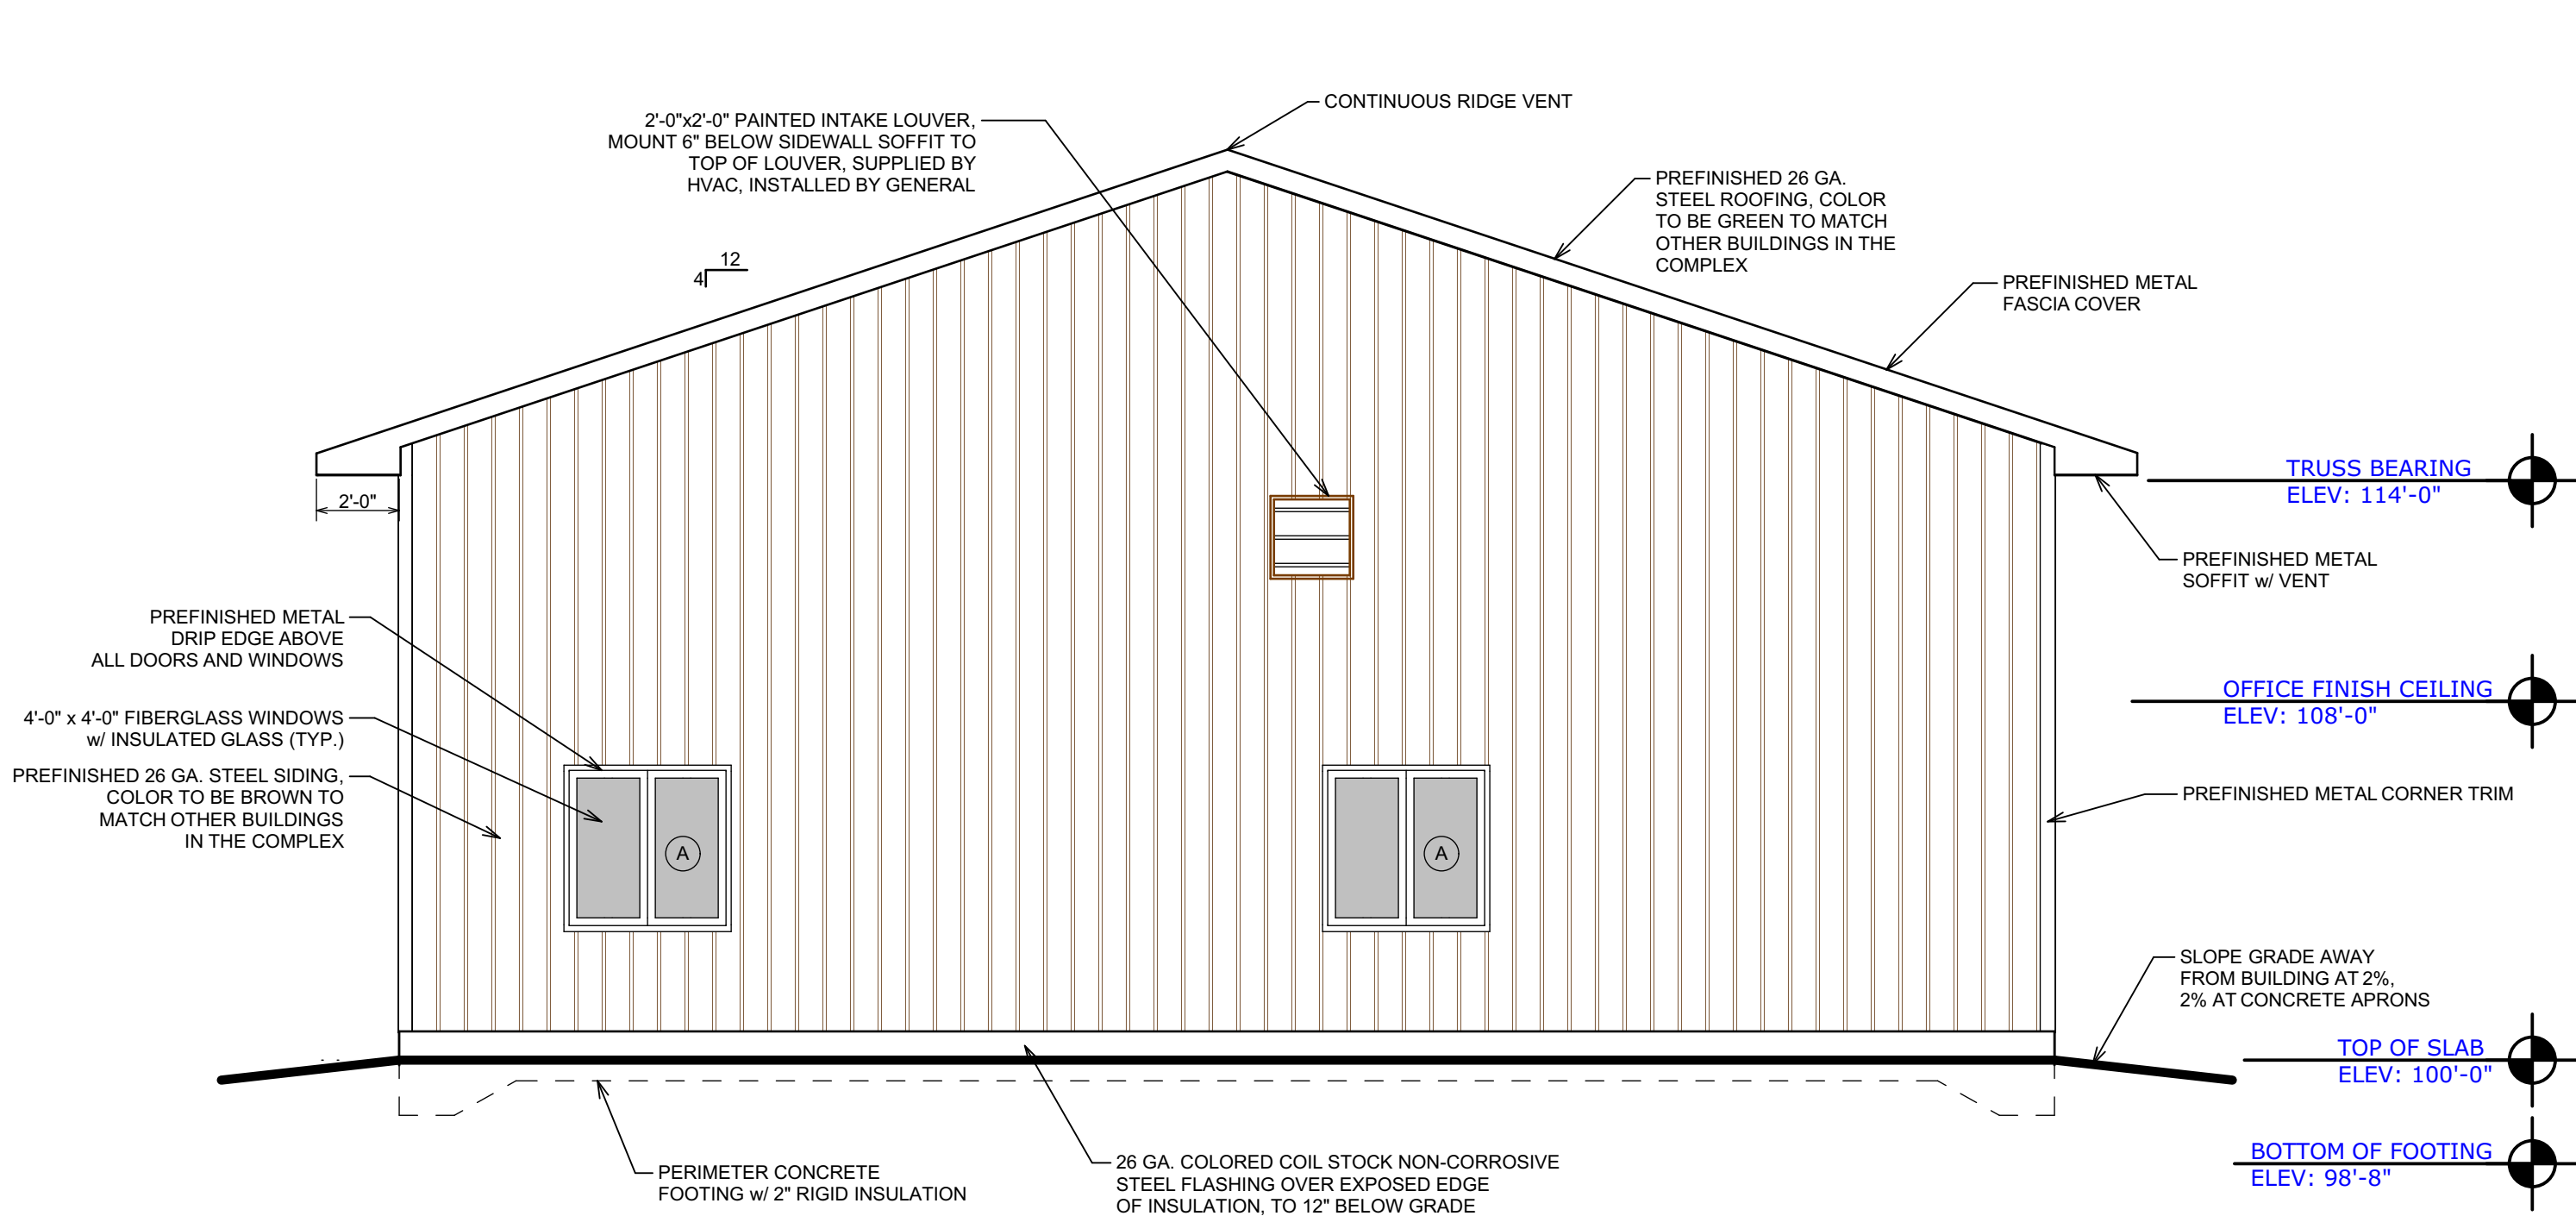 CONTINUOUS RIDGE VENT
2'-0"x2'-0" PAINTED INTAKE LOUVER,
MOUNT 6" BELOW SIDEWALL SOFFIT TO
TOP OF LOUVER, SUPPLIED BY
HVAC, INSTALLED BY GENERAL
PREFINISHED 26 GA.
STEEL ROOFING, COLOR
TO BE GREEN TO MATCH
OTHER BUILDINGS IN THE
COMPLEX
12
4
PREFINISHED METAL
FASCIA COVER
TRUSS BEARING
ELEV: 114'-0"
2'-0"
PREFINISHED METAL
SOFFIT w/ VENT
PREFINISHED METAL
DRIP EDGE ABOVE
ALL DOORS AND WINDOWS
OFFICE FINISH CEILING
ELEV: 108'-0"
4'-0" x 4'-0" FIBERGLASS WINDOWS
w/ INSULATED GLASS (TYP.)
PREFINISHED 26 GA. STEEL SIDING,
COLOR TO BE BROWN TO
MATCH OTHER BUILDINGS
IN THE COMPLEX
PREFINISHED METAL CORNER TRIM
A
A
SLOPE GRADE AWAY
FROM BUILDING AT 2%,
2% AT CONCRETE APRONS
TOP OF SLAB
ELEV: 100'-0"
BOTTOM OF FOOTING
ELEV: 98'-8"
PERIMETER CONCRETE
FOOTING w/ 2" RIGID INSULATION
26 GA. COLORED COIL STOCK NON-CORROSIVE
STEEL FLASHING OVER EXPOSED EDGE
OF INSULATION, TO 12" BELOW GRADE